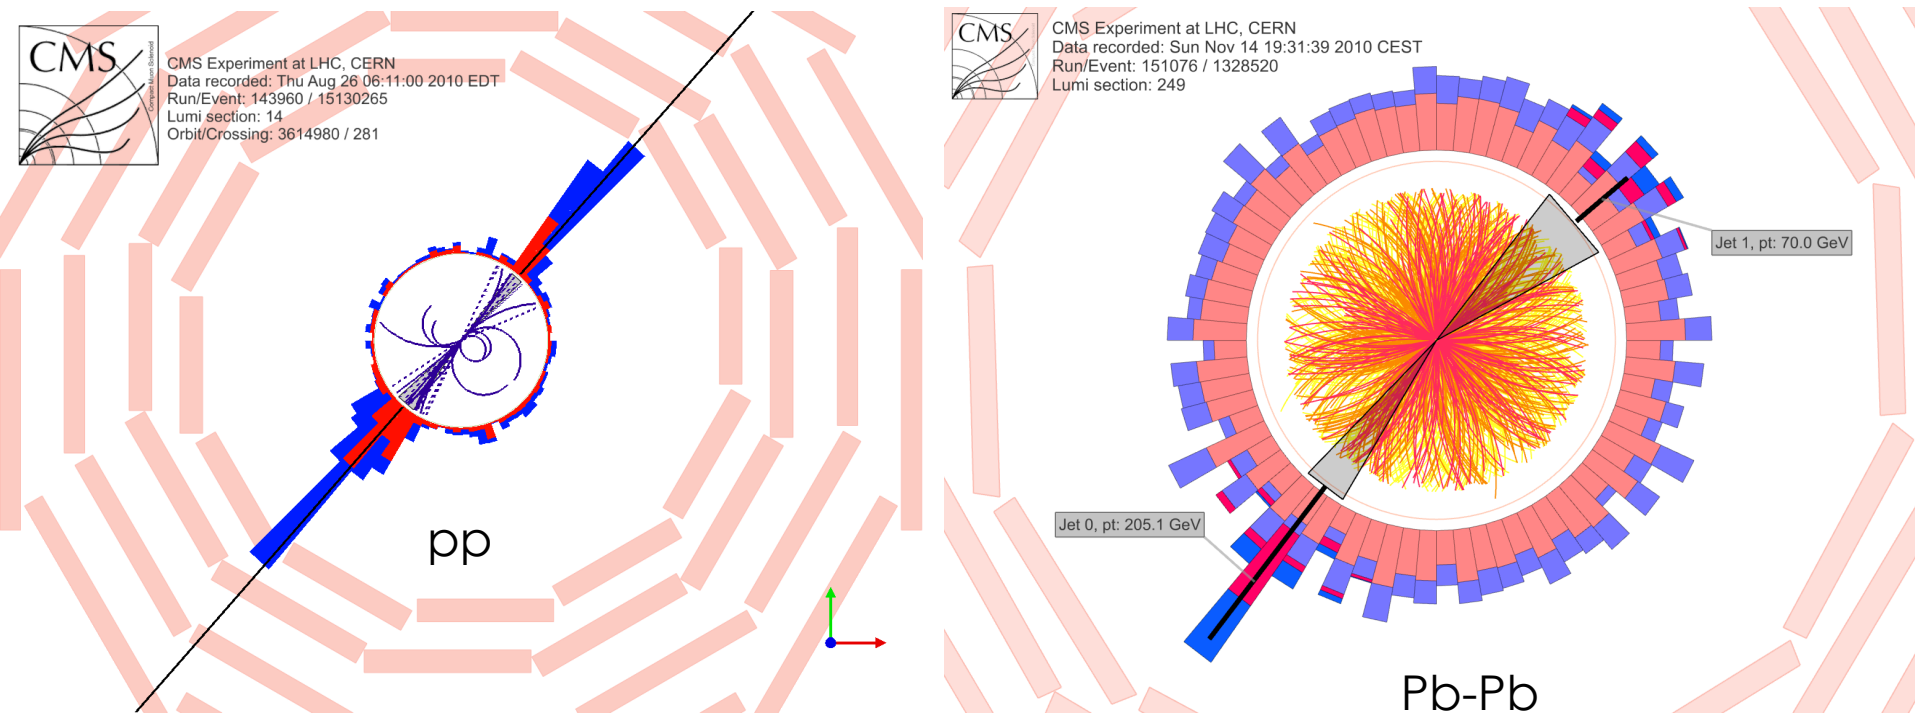 CMS
Compact Muon Solenoid
CMS Experiment at LHC, CERN
Data recorded: Thu Aug 26 06:11:00 2010 EDT
Run/Event: 143960 / 15130265
Lumi section: 14
Orbit/Crossing: 3614980 / 281
pp
CMS
CMS Experiment at LHC, CERN
Data recorded: Sun Nov 14 19:31:39 2010 CEST
Run/Event: 151076 / 1328520
Lumi section: 249
Jet 1, pt: 70.0 GeV
Jet 0, pt: 205.1 GeV
Pb-Pb